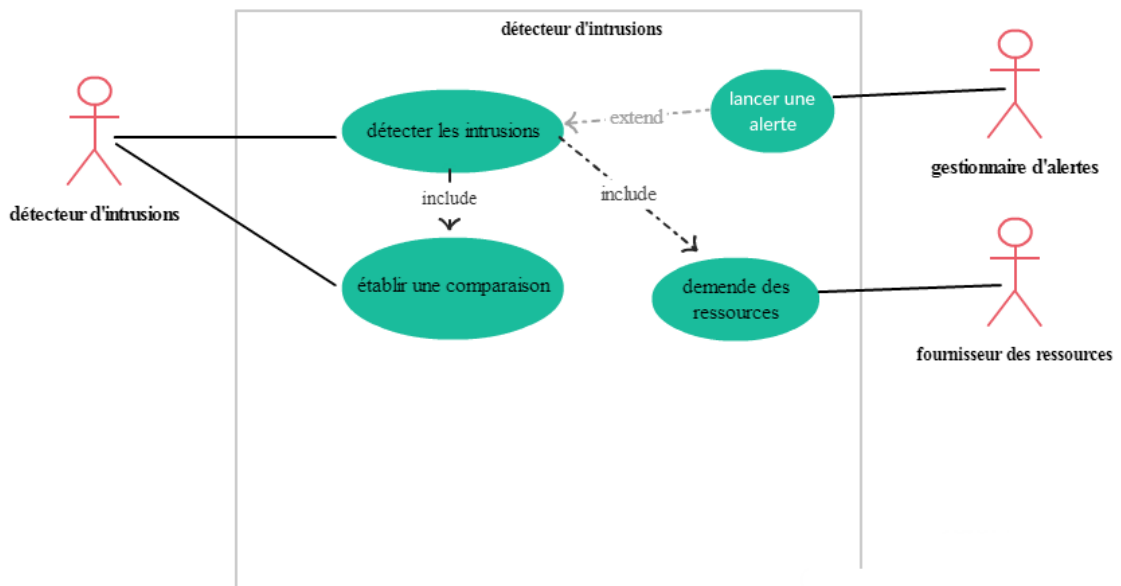 détecteur d'intrusions
lancer une
alerte
extend
détecter les intrusions
gestionnaire d'alertes
include
include
détecteur d'intrusions
établir une comparaison
demende des
ressources
fournisseur des ressources